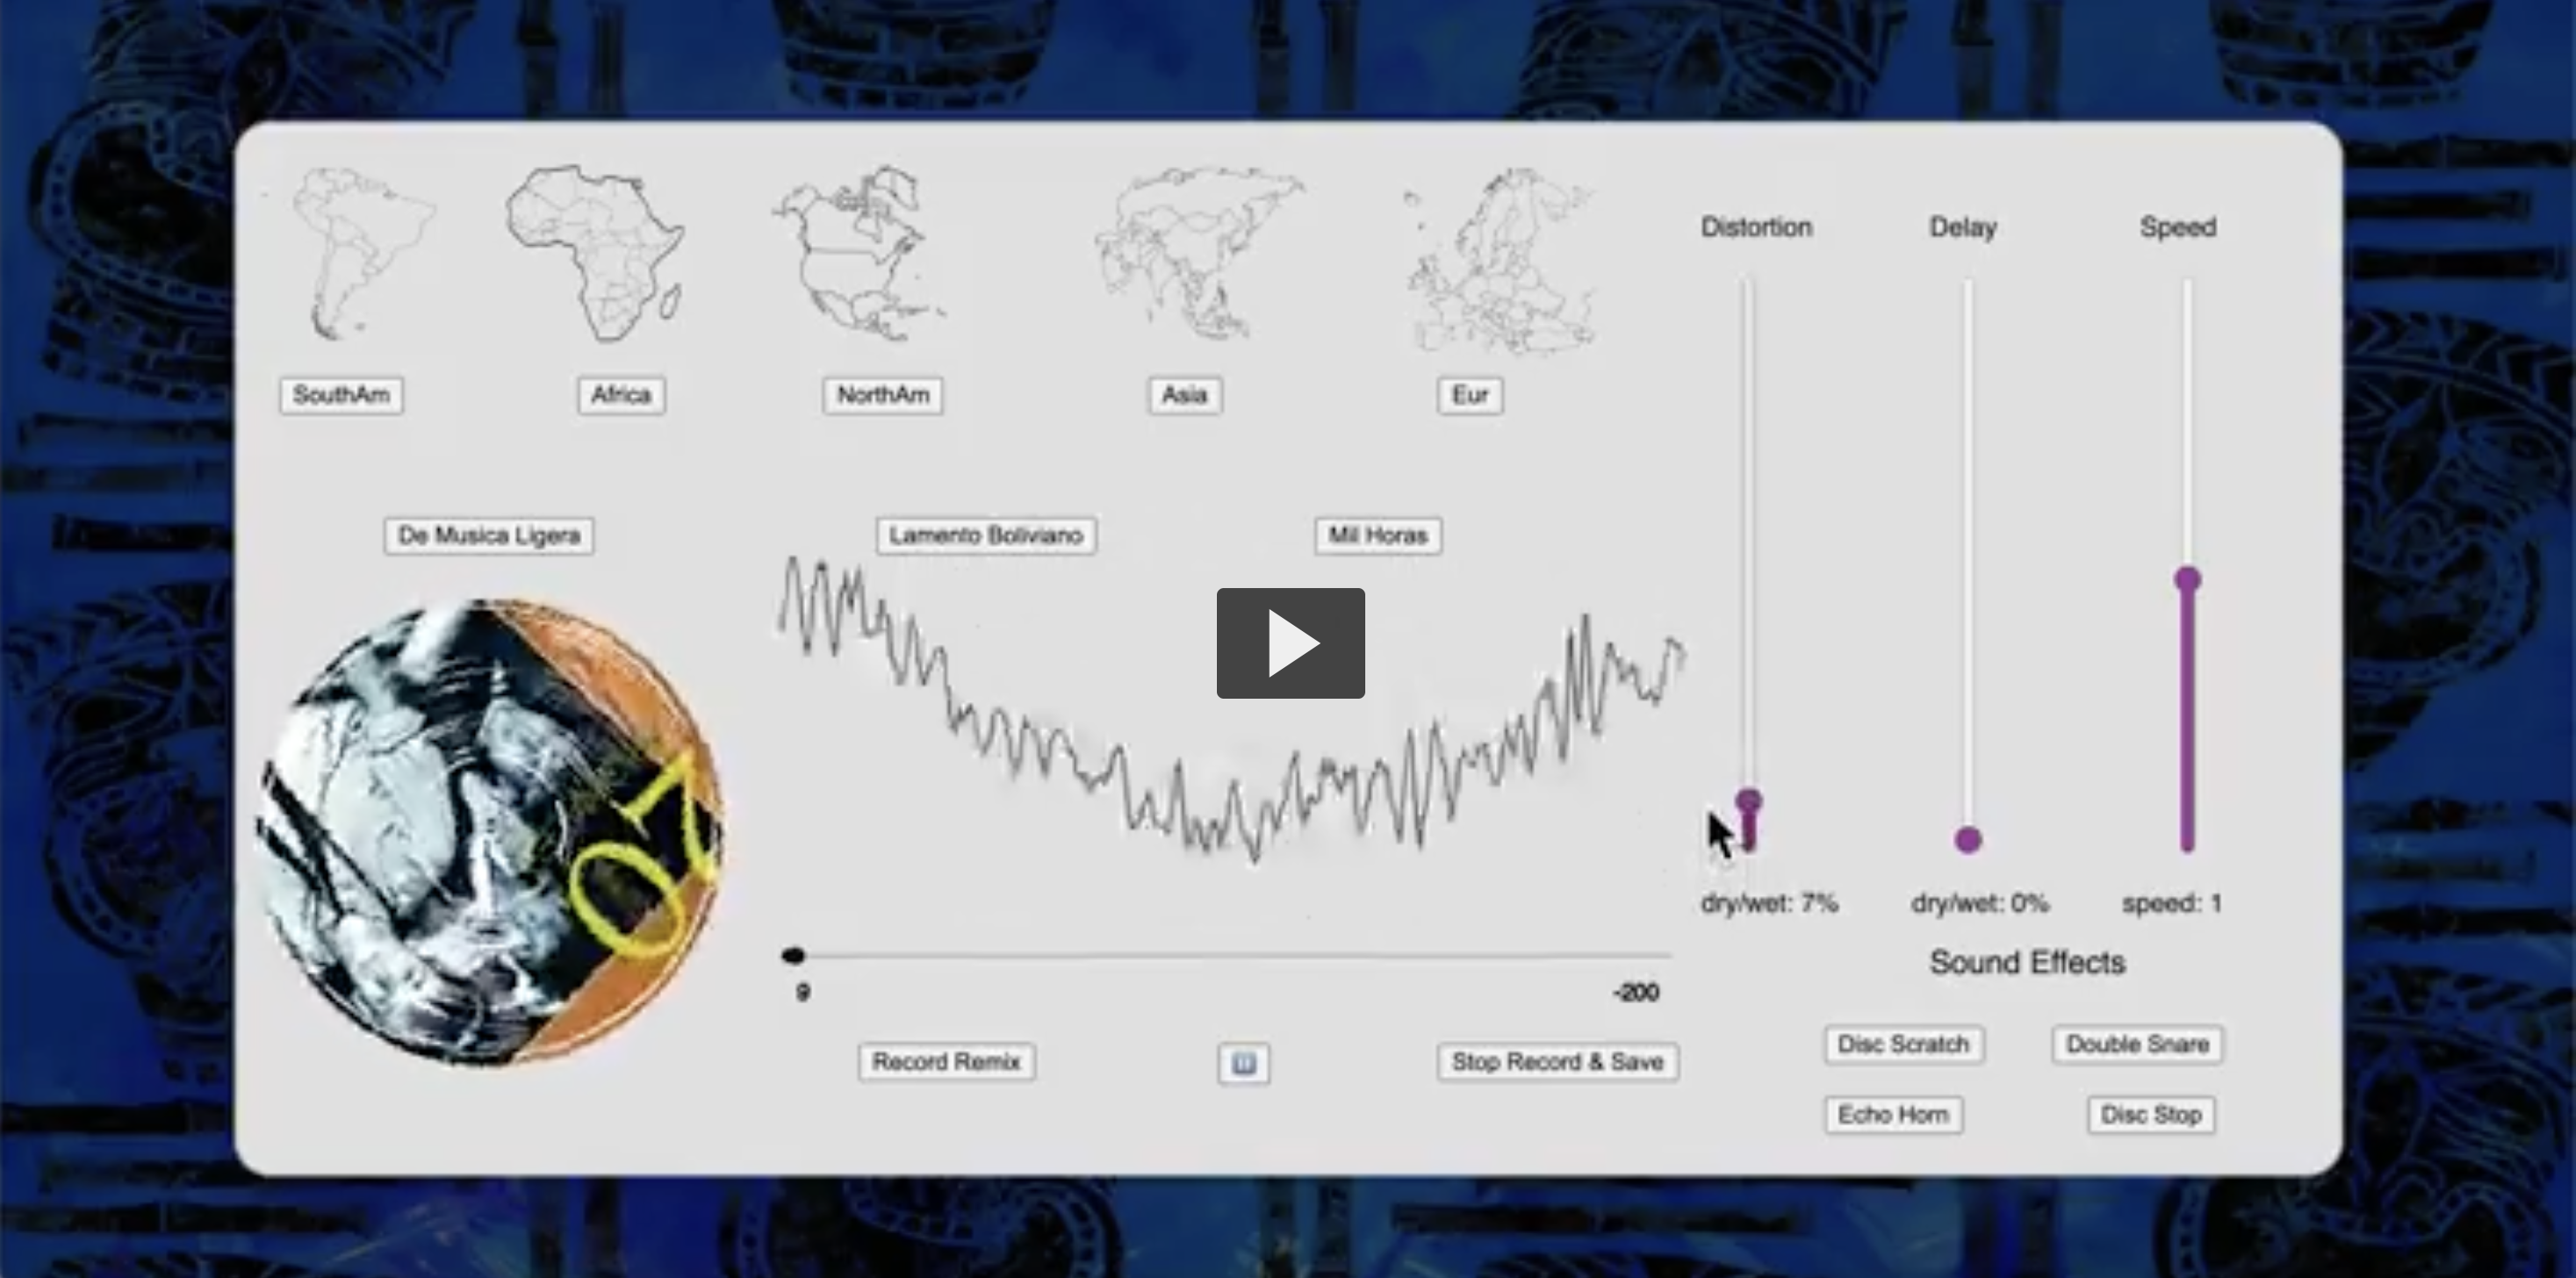 Distortion Delay Speed
SouthAm Africa NorthAm Asia Eur
De Musica Ligera Lamento Boliviano Mil Horas
07
dry/wet: 7% dry/wet: 0% speed: 1
Sound Effects
9 -200
Record Remix Stop Record & Save
Disc Scratch Double Snare
Echo Horn Disc Stop